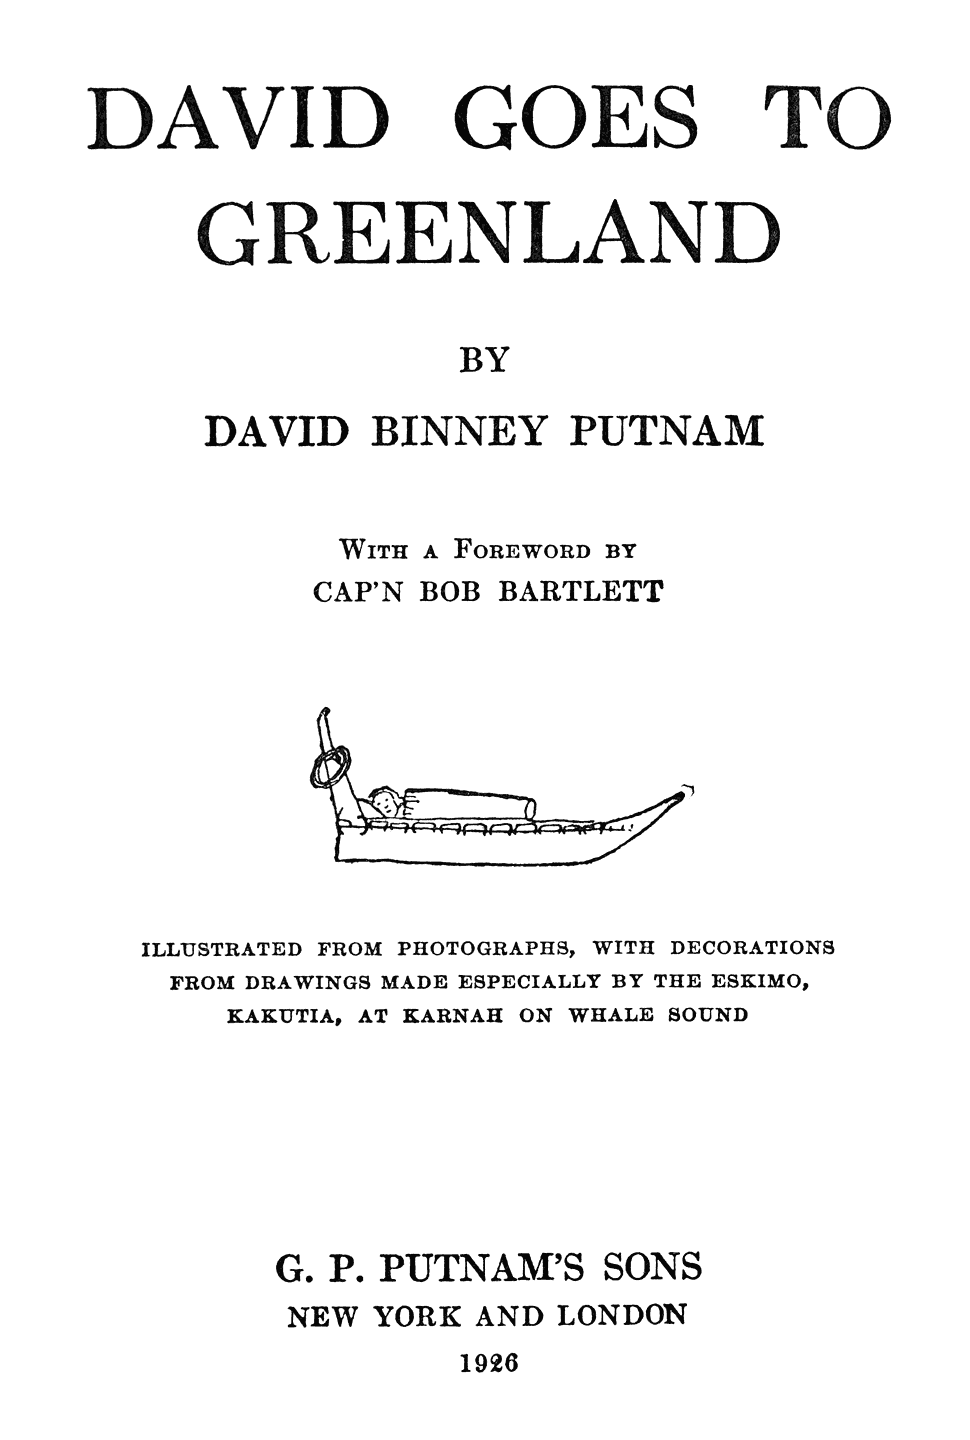 DAVID GOES TO
GREENLAND
BY
DAVID BINNEY PUTNAM
With a Foreword by
CAP'N BOB BARTLETT
ILLUSTRATED FROM PHOTOGRAPHS, WITH DECORATIONS
FROM DRAWINGS MADE ESPECIALLY BY THE ESKIMO,
KAKUTIA, AT KARNAH ON WHALE SOUND
G. P. PUTNAM'S SONS
NEW YORK AND LONDON
1926